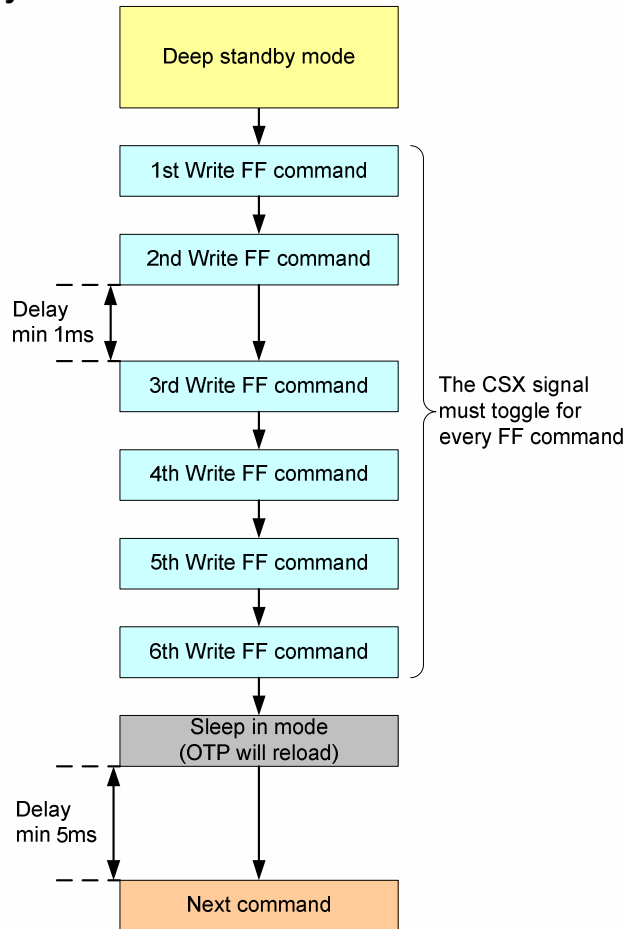 Deep standby mode
1st Write FF command
2nd Write FF command
Delay
min 1ms
3rd Write FF command
The CSX signal
must toggle for
every FF command
4th Write FF command
5th Write FF command
6th Write FF command
Sleep in mode
(OTP will reload)
Delay
min 5ms
Next command